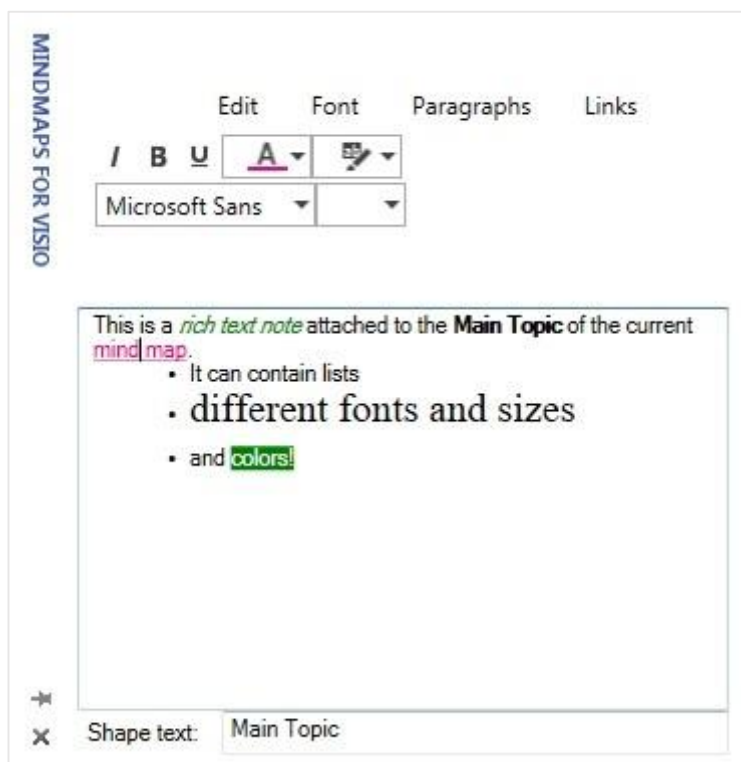 MINDMAPS FOR VISIO
Edit Font Paragraphs Links
I B U A ab
Microsoft Sans
This is a rich text note attached to the Main Topic of the current
mind map.
• It can contain lists
• different fonts and sizes
• and colors!
Shape text: Main Topic